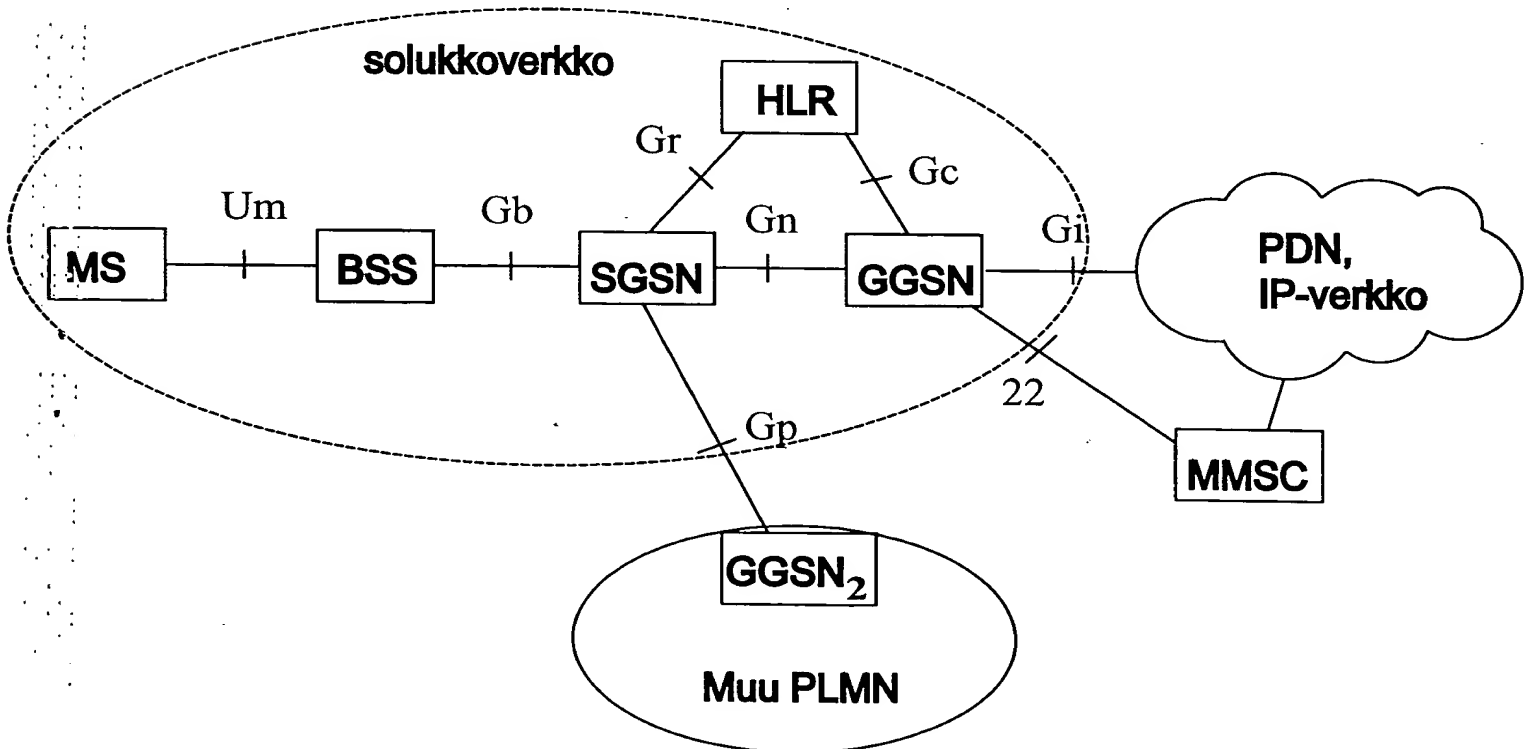 solukkoverkko
HLR
Gr
Gc
Um
Gb
Gn
Gi
MS
BSS
SGSN
GGSN
PDN,
IP-verkko
22
Gp
MMSC
GGSN₂
Muu PLMN